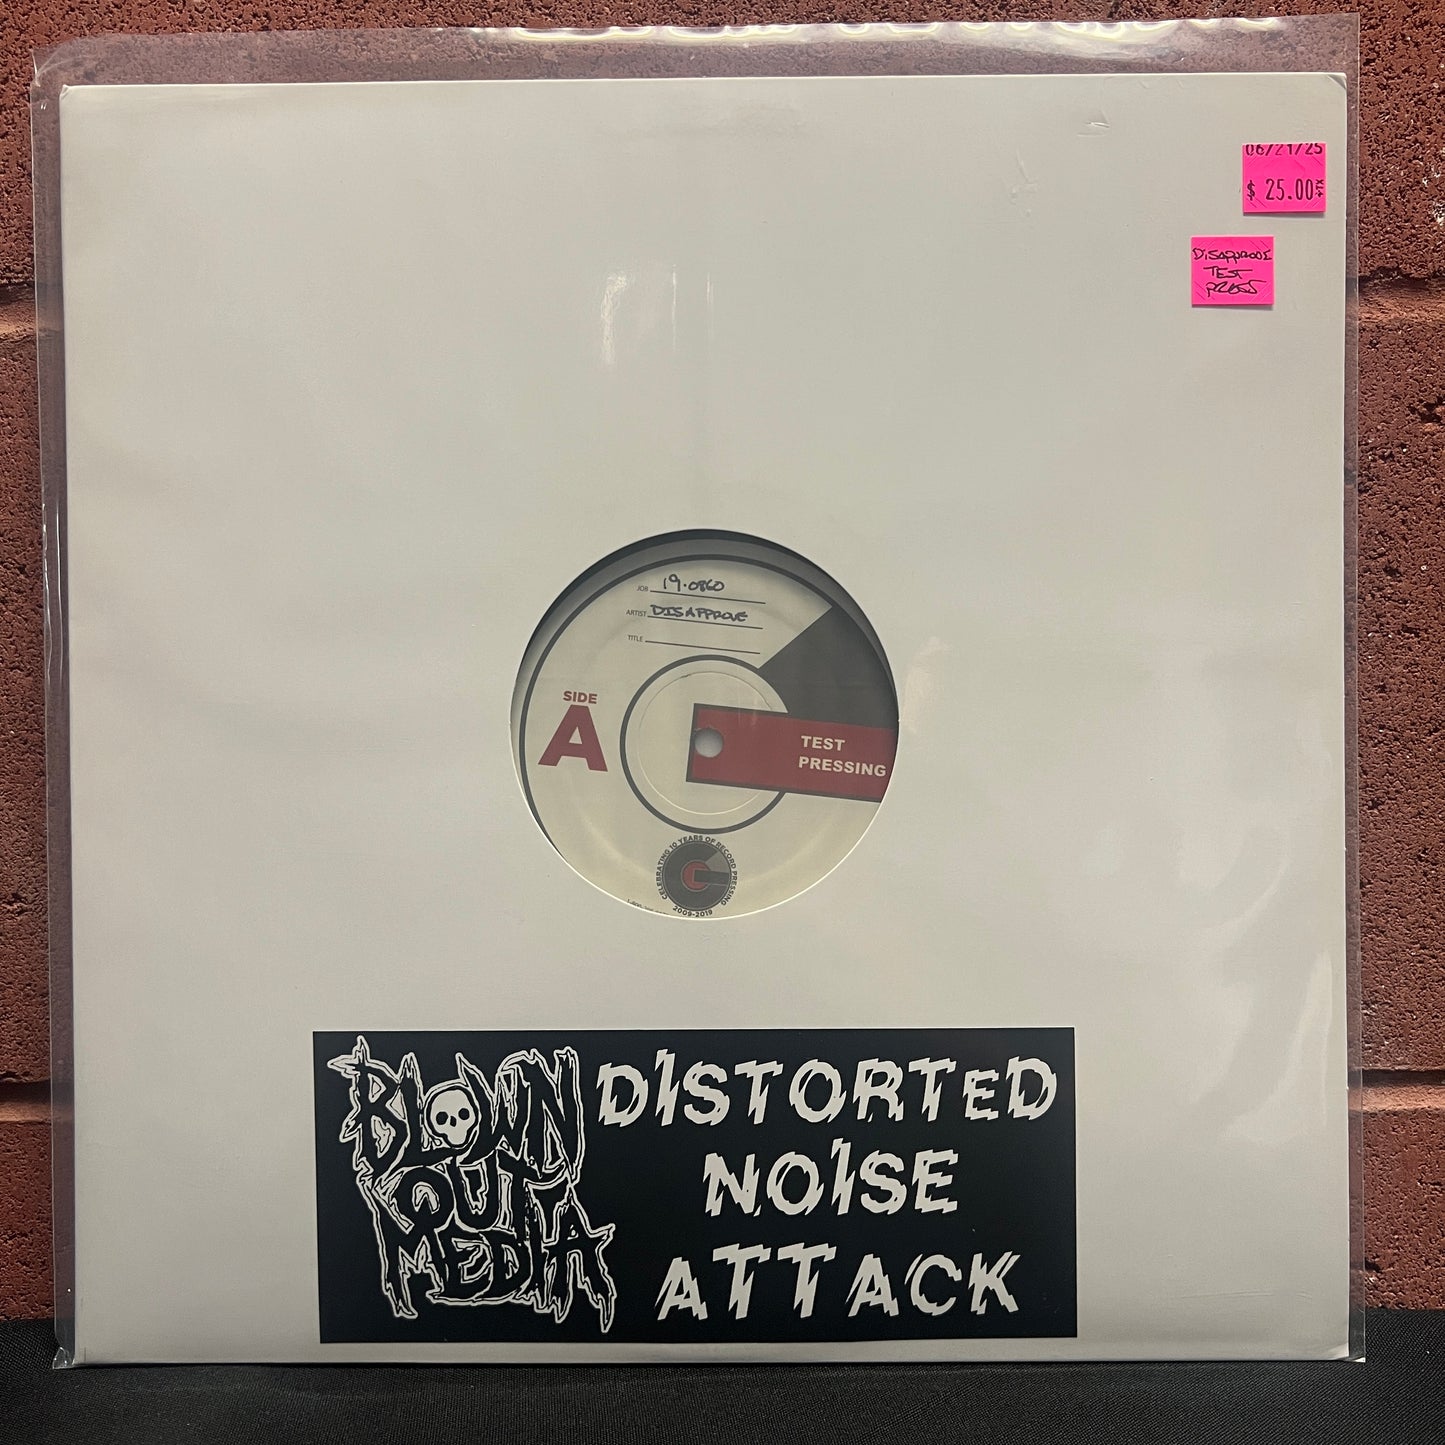 06/21/25
$ 25.00 +TX
DISAPPROVE
TEST
PRESS
JOB 19.0860
ARTIST DISAPPROVE
TITLE
SIDE
A
TEST
PRESSING
CELEBRATING 10 YEARS OF RECORD PRESSING
2009-2019
BLOWN
OUT
MEDIA
DISTORTED
NOISE
ATTACK